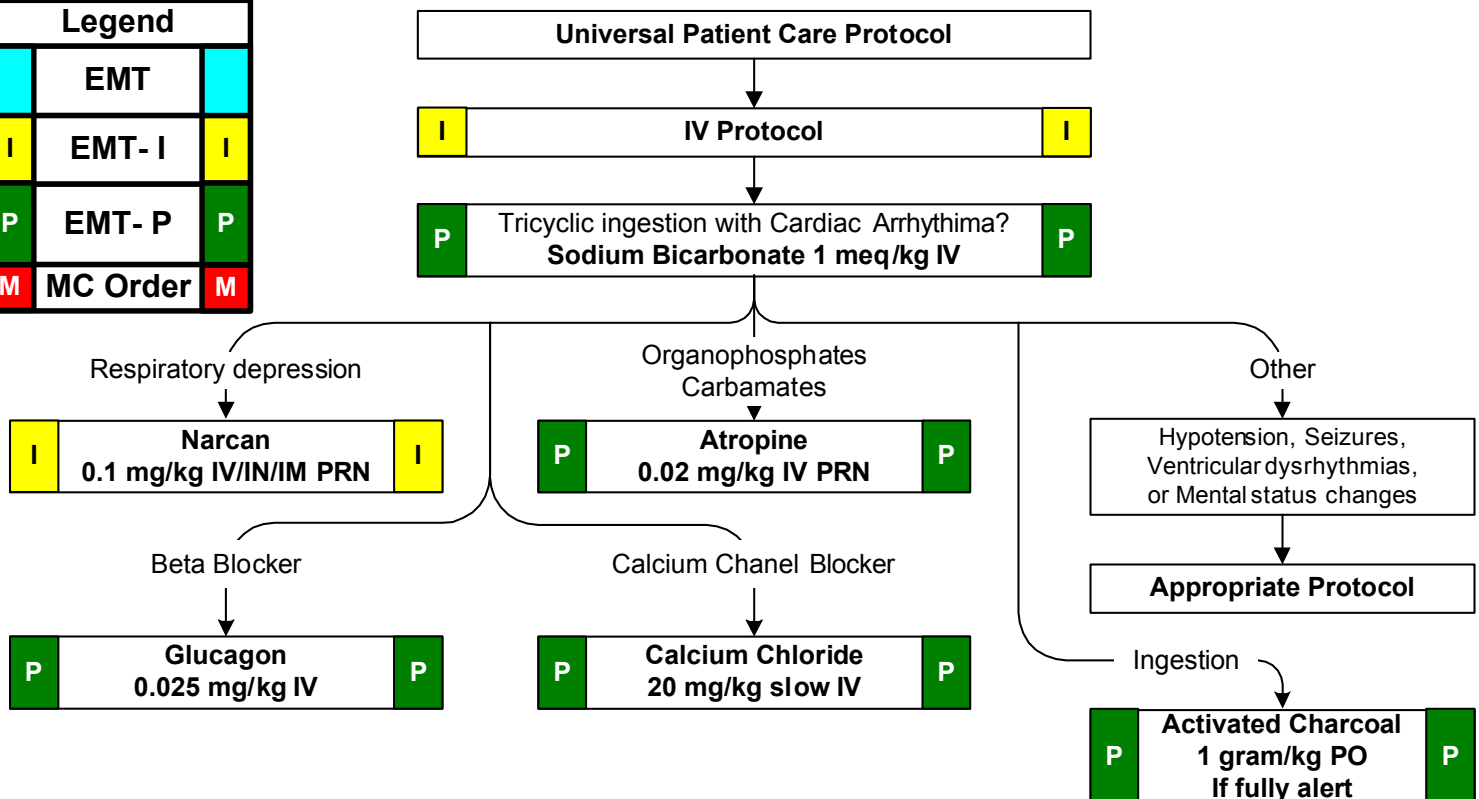 Legend
EMT
I EMT- I I
P EMT- P P
M MC Order M
Universal Patient Care Protocol
I IV Protocol I
P Tricyclic ingestion with Cardiac Arrhythima? P
Sodium Bicarbonate 1 meq/kg IV
Respiratory depression
I Narcan I
0.1 mg/kg IV/IN/IM PRN
Organophosphates
Carbamates
P Atropine P
0.02 mg/kg IV PRN
Other
Hypotension, Seizures,
Ventricular dysrhythmias,
or Mental status changes
Appropriate Protocol
Beta Blocker
P Glucagon P
0.025 mg/kg IV
Calcium Chanel Blocker
P Calcium Chloride P
20 mg/kg slow IV
Ingestion
Activated Charcoal
P 1 gram/kg PO P
If fully alert